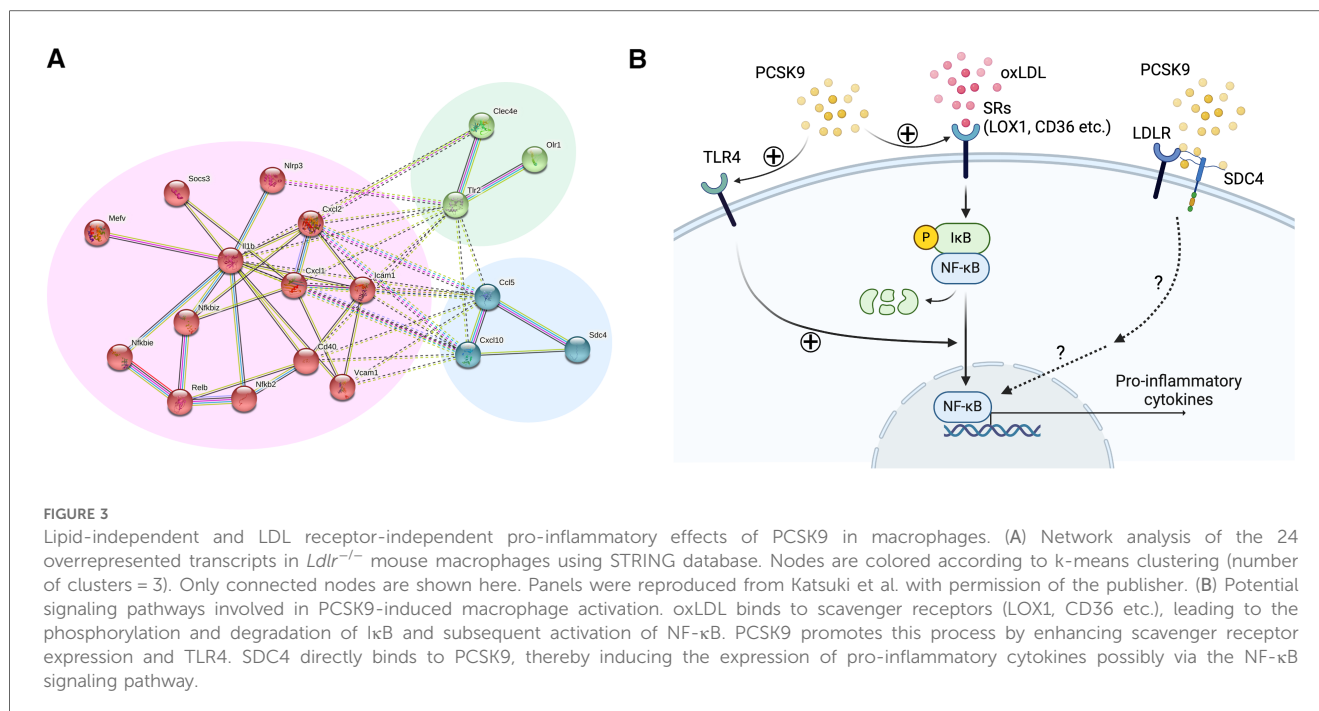 A
Clec4e
Olr1
Nlrp3
Socs3
Tlr2
Cxcl2
Mefv
Il1b
Cxcl1
Icam1
Ccl5
Nfkbiz
Cxcl10
Sdc4
Nfkbie
Cd40
Relb
Nfkb2
Vcam1
B
PCSK9
oxLDL
PCSK9
SRs
(LOX1, CD36 etc.)
LDLR
TLR4
+
+
SDC4
P
IκB
NF-κB
?
+
?
Pro-inflammatory
cytokines
NF-κB
FIGURE 3
Lipid-independent and LDL receptor-independent pro-inflammatory effects of PCSK9 in macrophages. (A) Network analysis of the 24
overrepresented transcripts in Ldlr−/− mouse macrophages using STRING database. Nodes are colored according to k-means clustering (number
of clusters = 3). Only connected nodes are shown here. Panels were reproduced from Katsuki et al. with permission of the publisher. (B) Potential
signaling pathways involved in PCSK9-induced macrophage activation. oxLDL binds to scavenger receptors (LOX1, CD36 etc.), leading to the
phosphorylation and degradation of IκB and subsequent activation of NF-κB. PCSK9 promotes this process by enhancing scavenger receptor
expression and TLR4. SDC4 directly binds to PCSK9, thereby inducing the expression of pro-inflammatory cytokines possibly via the NF-κB
signaling pathway.